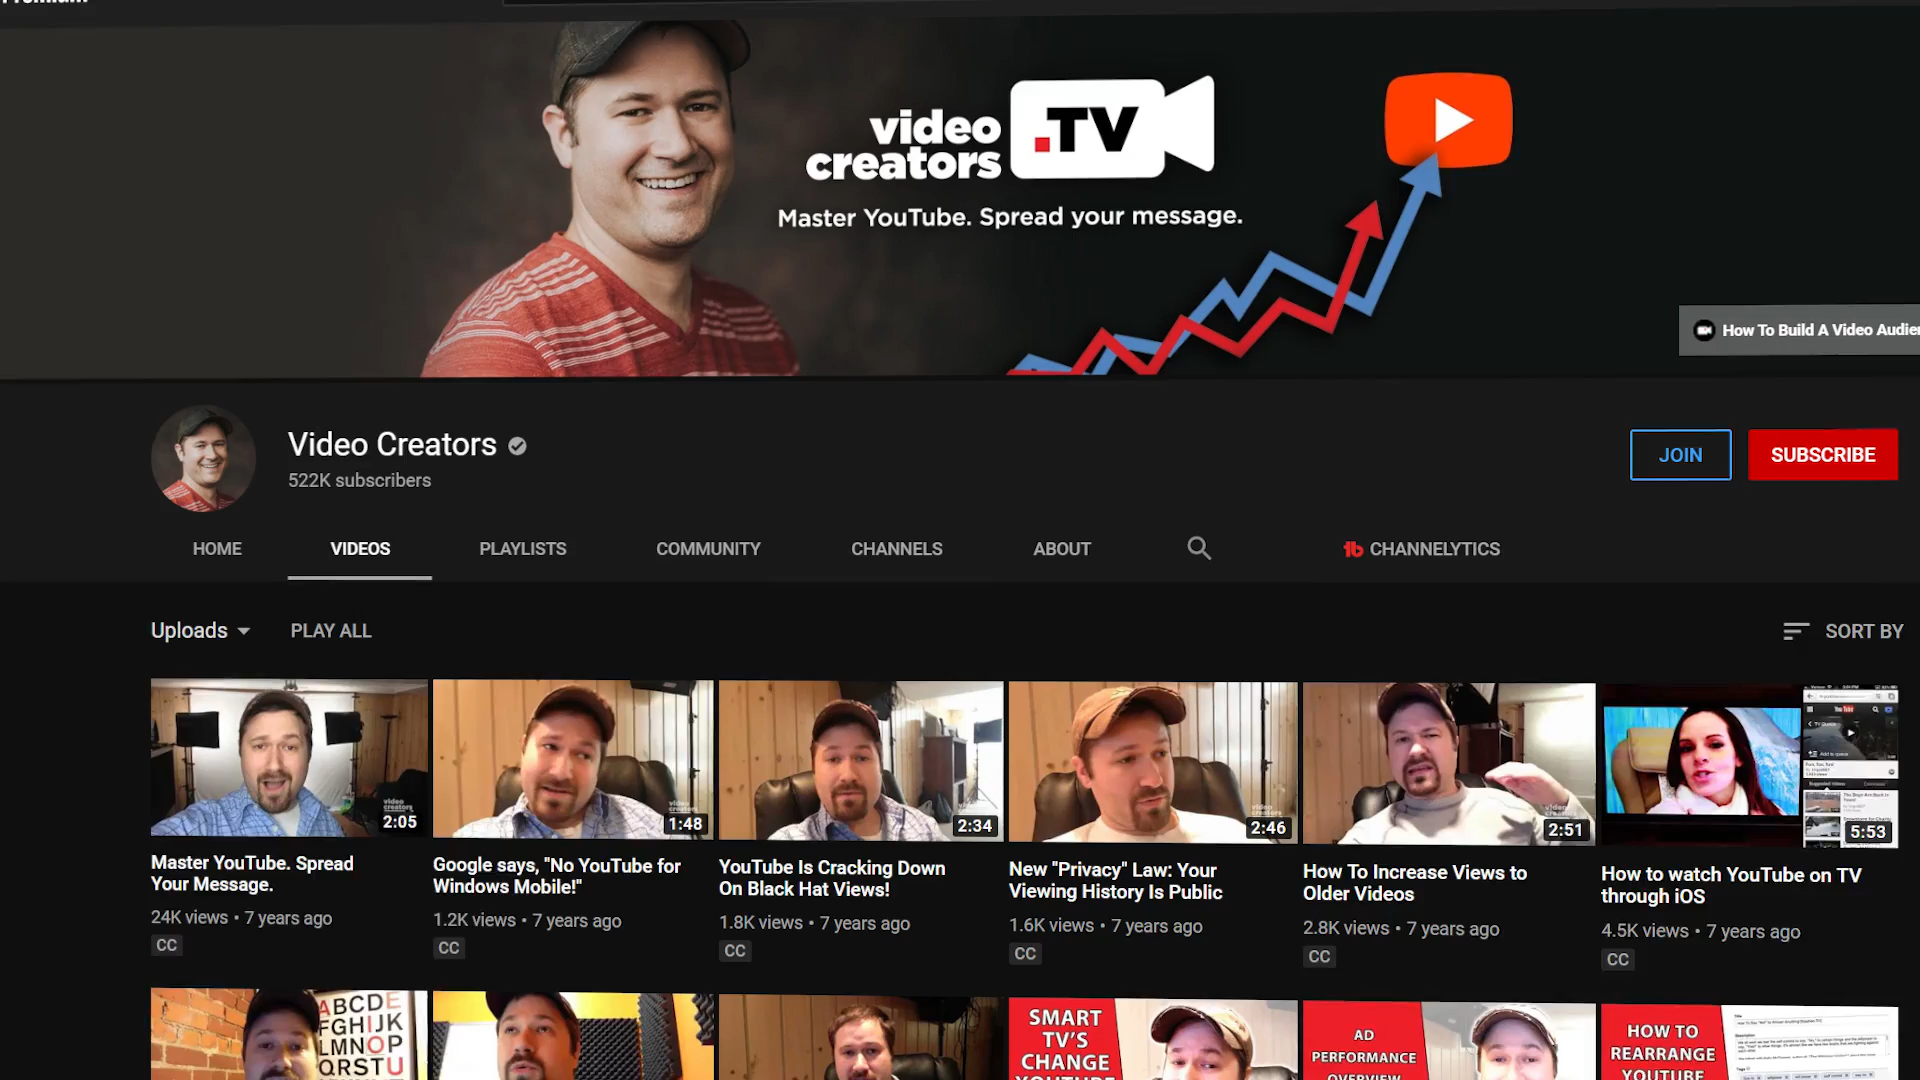 video
creators
.TV
Master YouTube. Spread your message.
How To Build A Video Audie
Video Creators
522K subscribers
JOIN
SUBSCRIBE
HOME
VIDEOS
PLAYLISTS
COMMUNITY
CHANNELS
ABOUT
tb CHANNELYTICS
Uploads
PLAY ALL
SORT BY
2:05
1:48
2:34
2:46
2:51
5:53
Master YouTube. Spread
Your Message.
24K views • 7 years ago
CC
Google says, "No YouTube for
Windows Mobile!"
1.2K views • 7 years ago
CC
YouTube Is Cracking Down
On Black Hat Views!
1.8K views • 7 years ago
CC
New "Privacy" Law: Your
Viewing History Is Public
1.6K views • 7 years ago
CC
How To Increase Views to
Older Videos
2.8K views • 7 years ago
CC
How to watch YouTube on TV
through iOS
4.5K views • 7 years ago
CC
ABCDE
FGHIJK
LMNOP
QRSTU
SMART
TV'S
CHANGE
YOUTUBE
AD
PERFORMANCE
OVERVIEW
HOW TO
REARRANGE
YOUTUBE